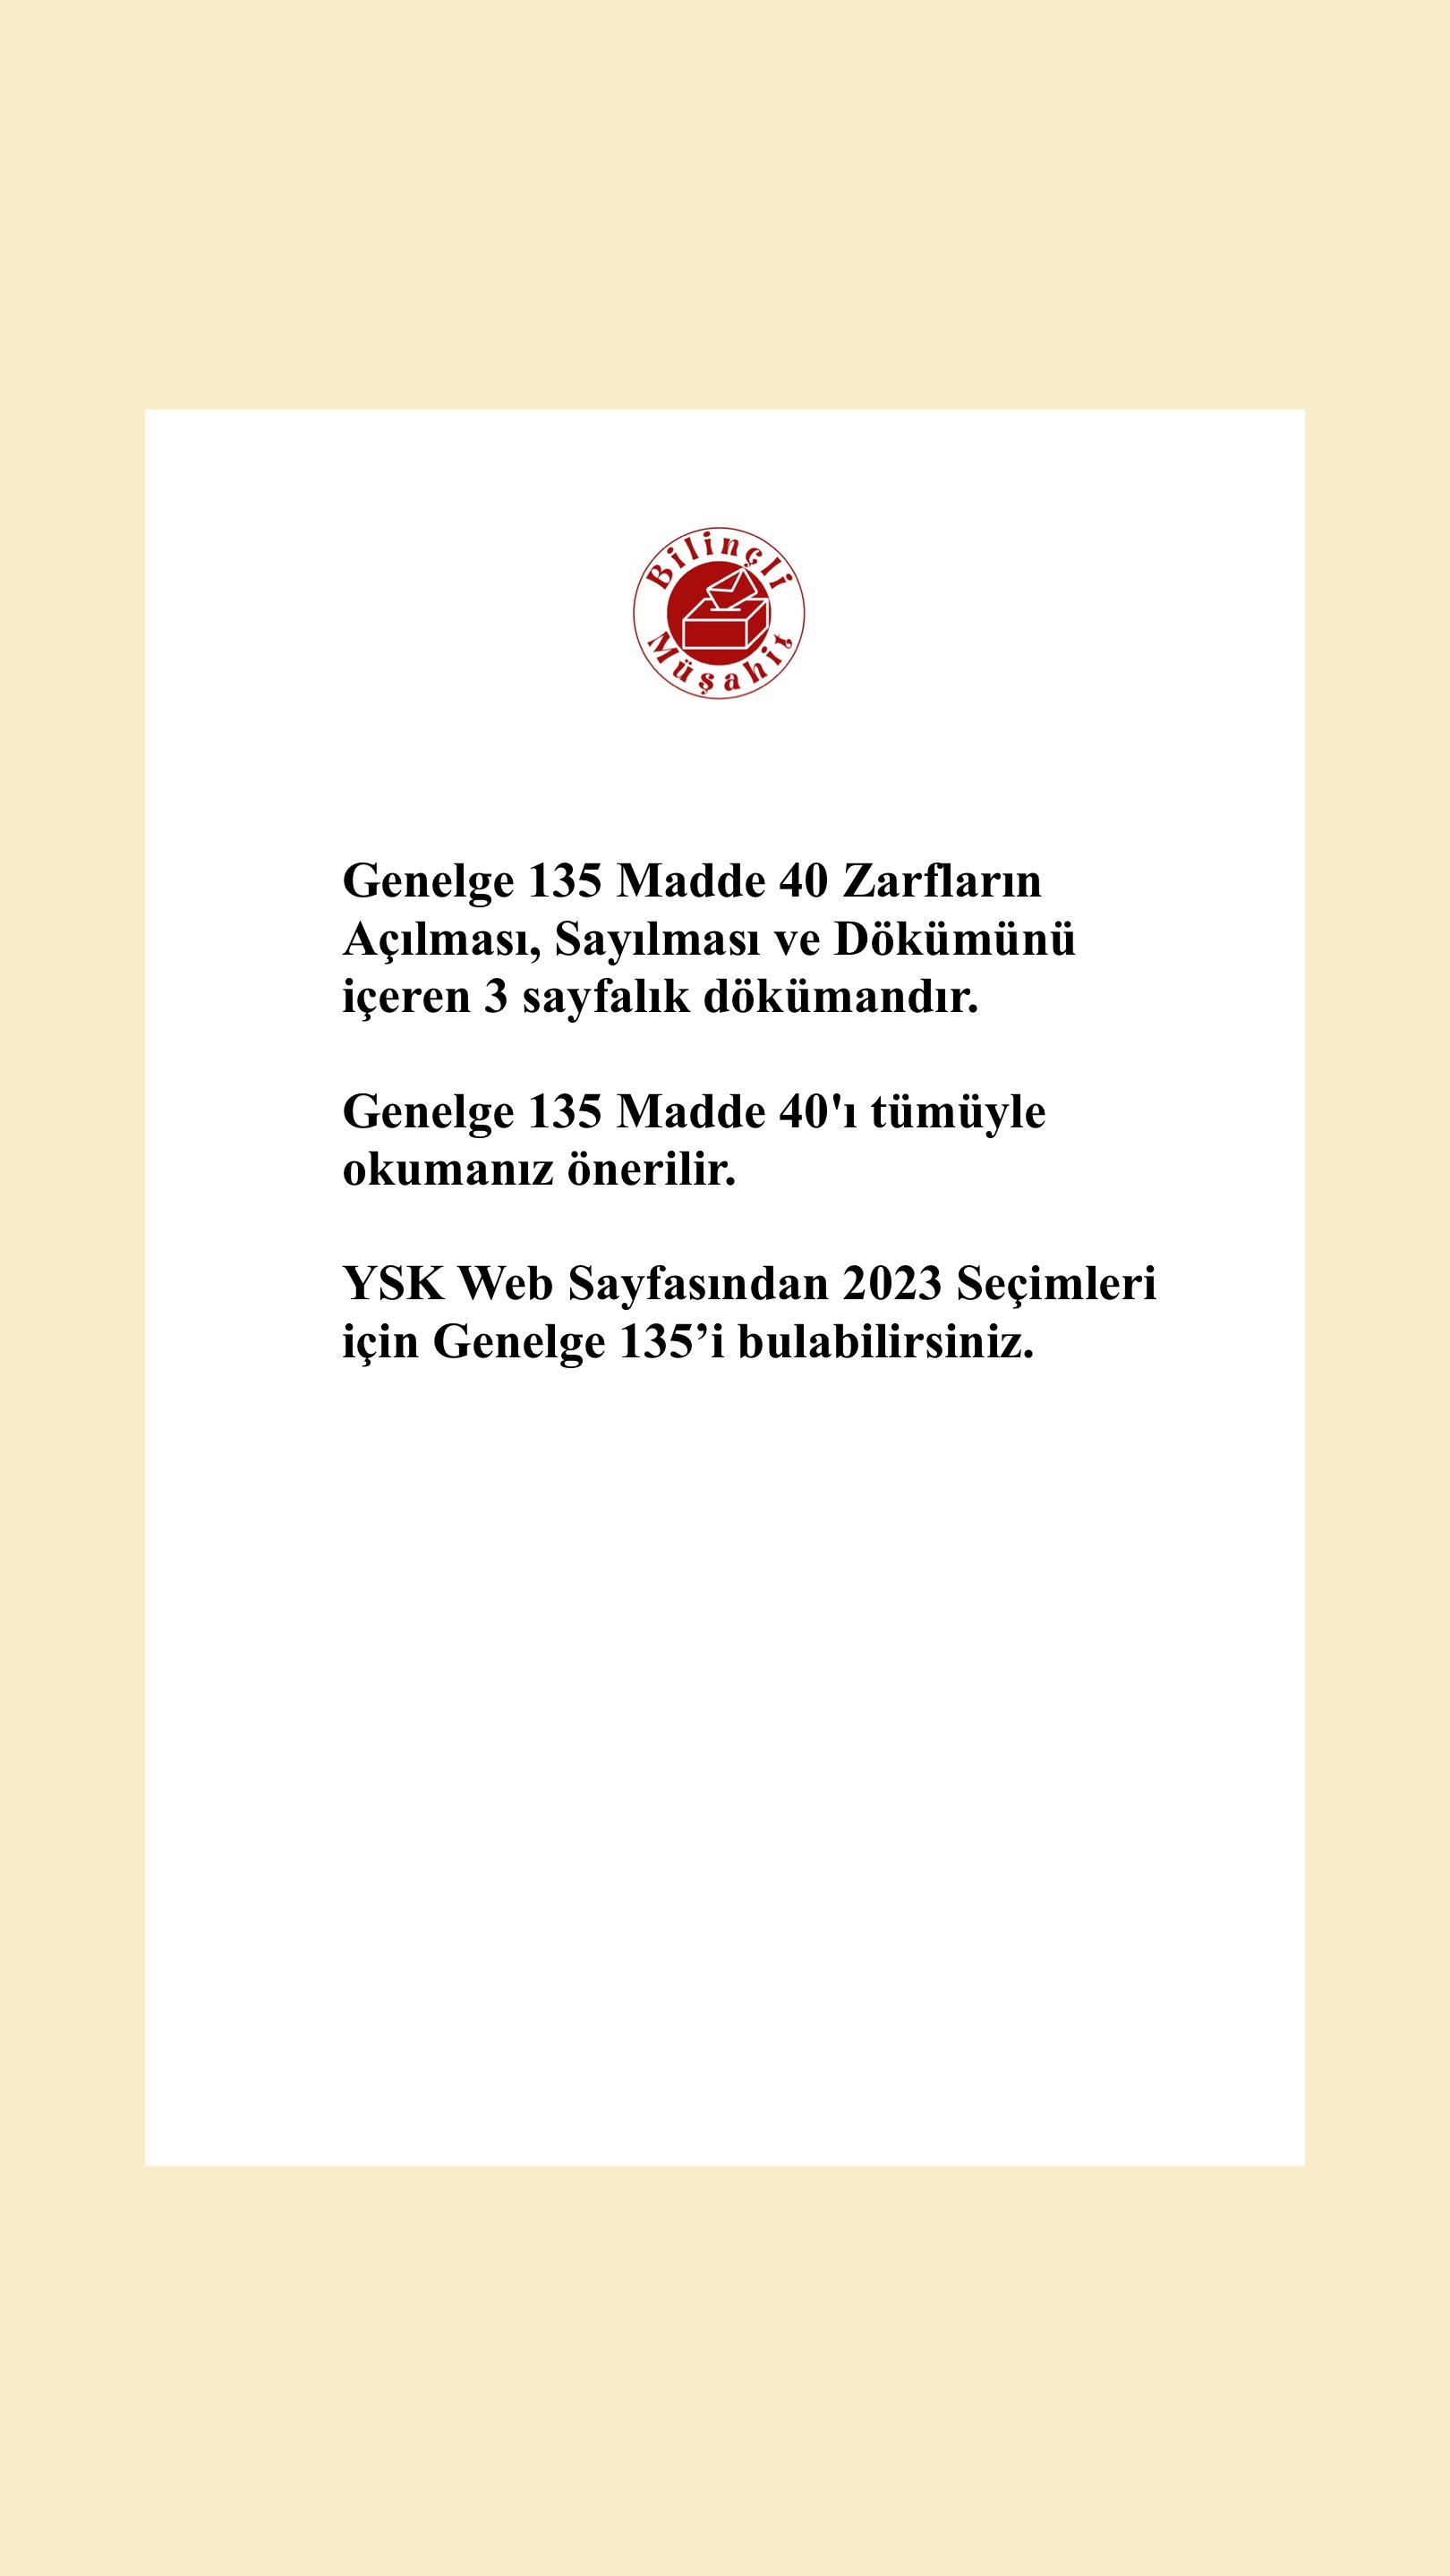 Bilinçli
Müşahit
Genelge 135 Madde 40 Zarfların
Açılması, Sayılması ve Dökümünü
içeren 3 sayfalık dökümandır.
Genelge 135 Madde 40'ı tümüyle
okumanız önerilir.
YSK Web Sayfasından 2023 Seçimleri
için Genelge 135’i bulabilirsiniz.